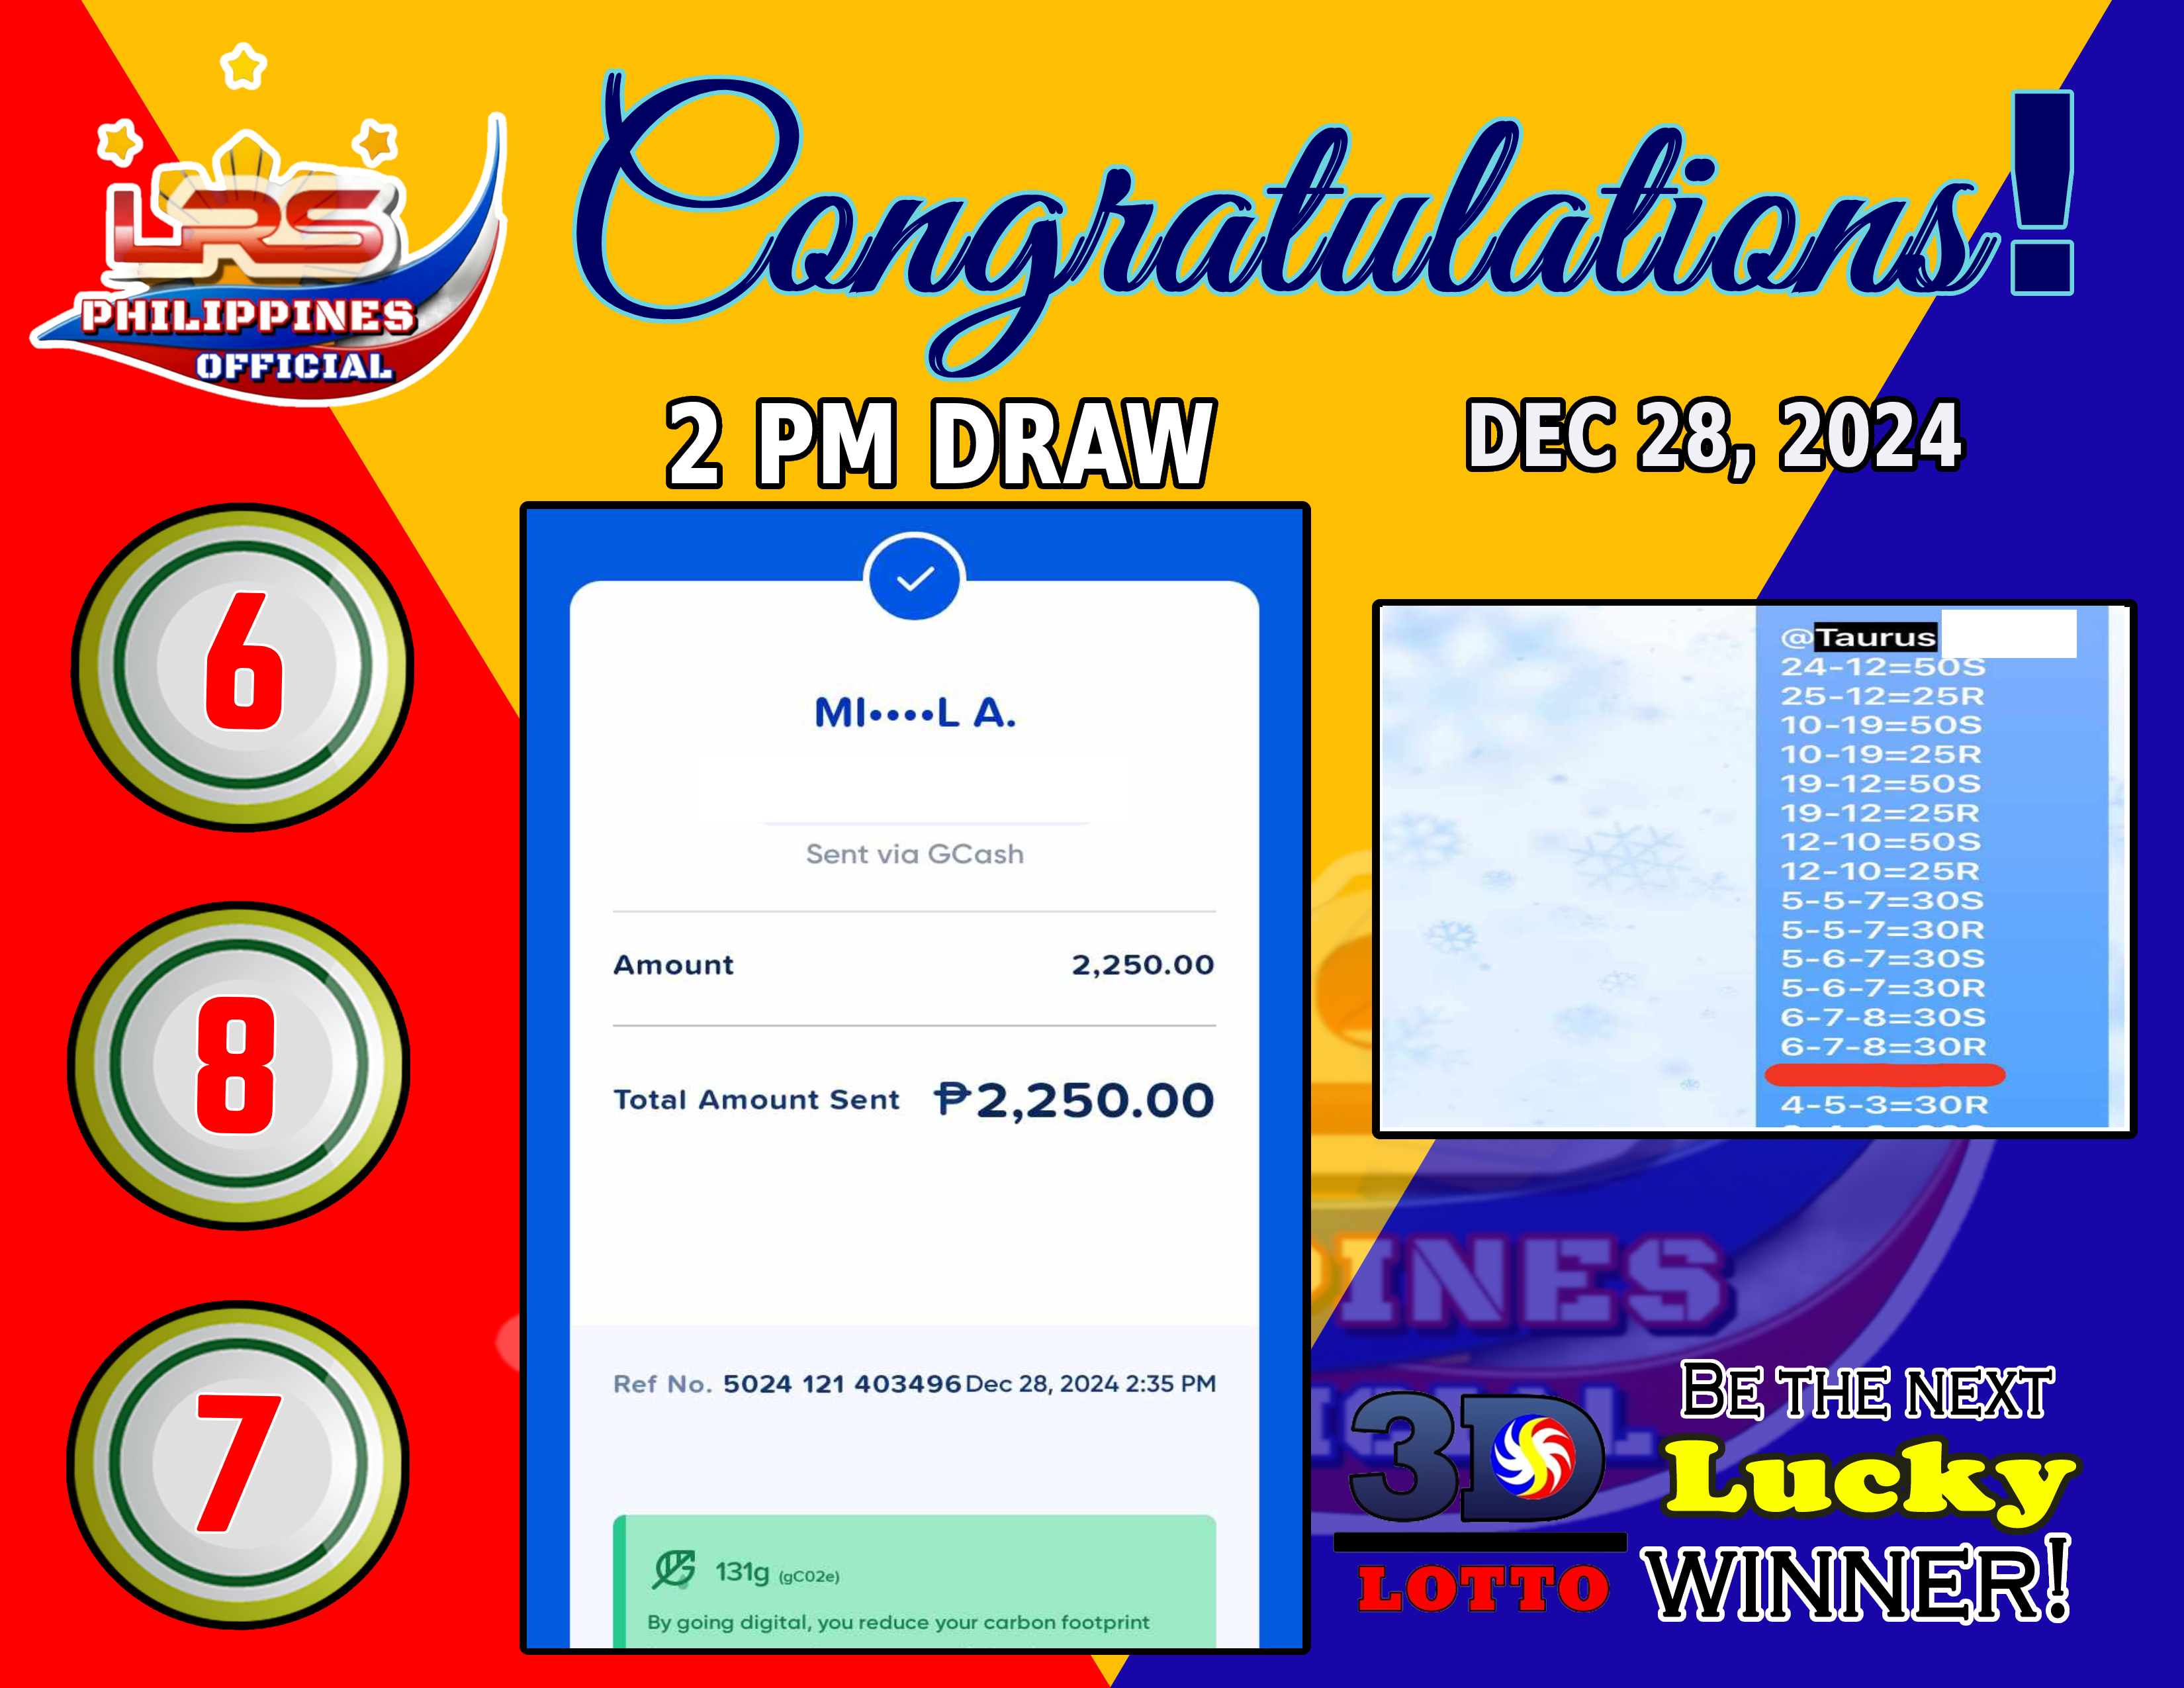 LRS
PHILIPPINES
OFFICIAL
Congratulations!
2 PM DRAW
DEC 28, 2024
6
8
7
MI••••L A.
Sent via GCash
Amount 2,250.00
Total Amount Sent ₱2,250.00
Ref No. 5024 121 403496 Dec 28, 2024 2:35 PM
131g (gCO2e)
By going digital, you reduce your carbon footprint
@Taurus
24-12=50S
25-12=25R
10-19=50S
10-19=25R
19-12=50S
19-12=25R
12-10=50S
12-10=25R
5-5-7=30S
5-5-7=30R
5-6-7=30S
5-6-7=30R
6-7-8=30S
6-7-8=30R
4-5-3=30R
PINES
3D
LOTTO
BE THE NEXT
Lucky
WINNER!